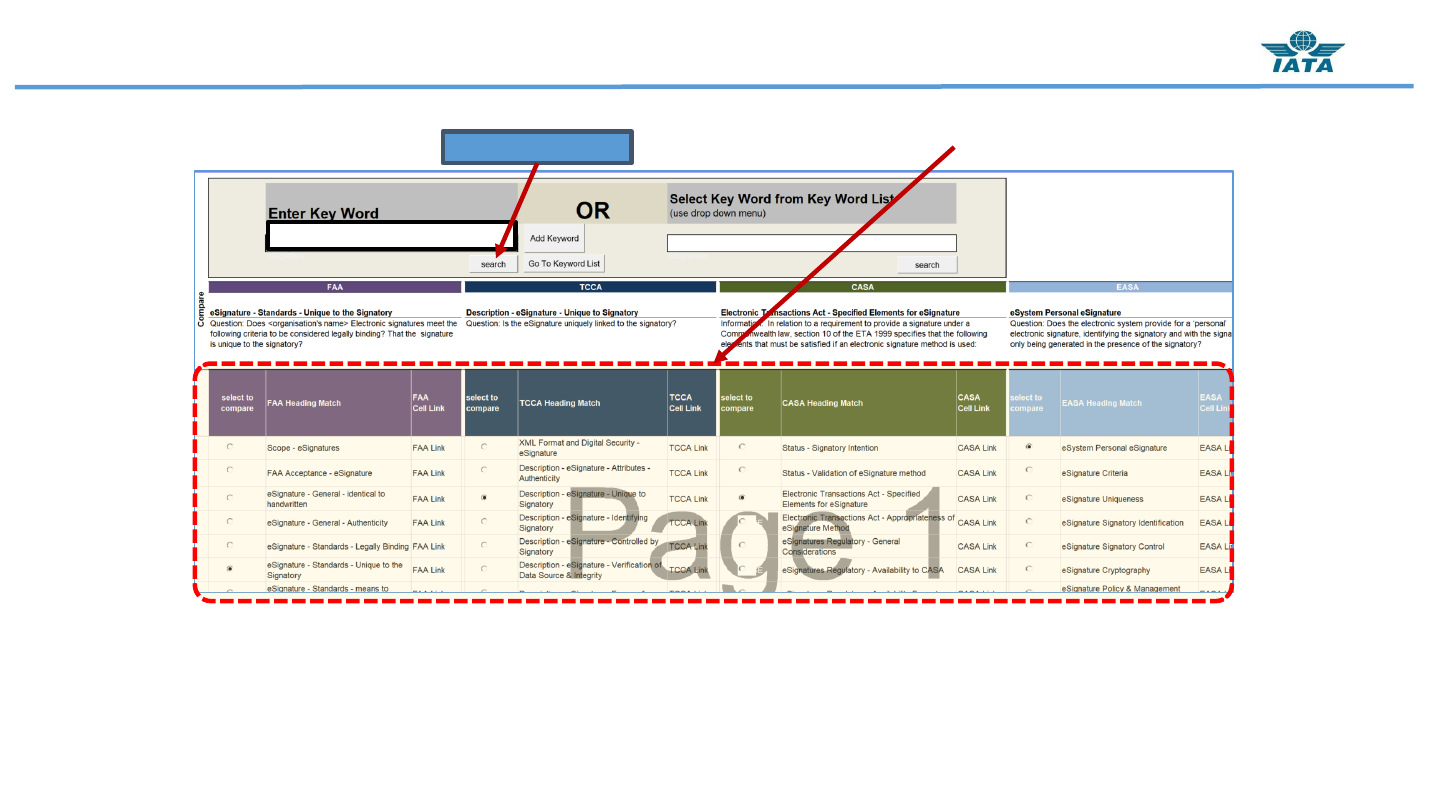 IATA
Enter Key Word
OR
Select Key Word from Key Word List
(use drop down menu)
Add Keyword
search
Go To Keyword List
search
Compare
FAA
TCCA
CASA
EASA
eSignature - Standards - Unique to the Signatory
Question: Does <organisation's name> Electronic signatures meet the
following criteria to be considered legally binding? That the signature
is unique to the signatory?
Description - eSignature - Unique to Signatory
Question: Is the eSignature uniquely linked to the signatory?
Electronic Transactions Act - Specified Elements for eSignature
Information: In relation to a requirement to provide a signature under a
Commonwealth law, section 10 of the ETA 1999 specifies that the following
elements that must be satisfied if an electronic signature method is used:
eSystem Personal eSignature
Question: Does the electronic system provide for a 'personal'
electronic signature, identifying the signatory and with the signa
only being generated in the presence of the signatory?
select to
compare
FAA Heading Match
FAA
Cell Link
select to
compare
TCCA Heading Match
TCCA
Cell Link
select to
compare
CASA Heading Match
CASA
Cell Link
select to
compare
EASA Heading Match
EASA
Cell Link
Scope - eSignatures
FAA Link
XML Format and Digital Security -
eSignature
TCCA Link
Status - Signatory Intention
CASA Link
eSystem Personal eSignature
EASA L
FAA Acceptance - eSignature
FAA Link
Description - eSignature - Attributes -
Authenticity
TCCA Link
Status - Validation of eSignature method
CASA Link
eSignature Criteria
EASA L
eSignature - General - identical to
handwritten
FAA Link
Description - eSignature - Unique to
Signatory
TCCA Link
Electronic Transactions Act - Specified
Elements for eSignature
CASA Link
eSignature Uniqueness
EASA L
eSignature - General - Authenticity
FAA Link
Description - eSignature - Identifying
Signatory
TCCA Link
Electronic Transactions Act - Appropriateness of
eSignature Method
CASA Link
eSignature Signatory Identification
EASA L
eSignature - Standards - Legally Binding
FAA Link
Description - eSignature - Controlled by
Signatory
TCCA Link
eSignatures Regulatory - General
Considerations
CASA Link
eSignature Signatory Control
EASA L
eSignature - Standards - Unique to the
Signatory
FAA Link
Description - eSignature - Verification of
Data Source & Integrity
TCCA Link
eSignatures Regulatory - Availability to CASA
CASA Link
eSignature Cryptography
EASA L
eSignature - Standards - means to
eSignature Policy & Management
Page 1